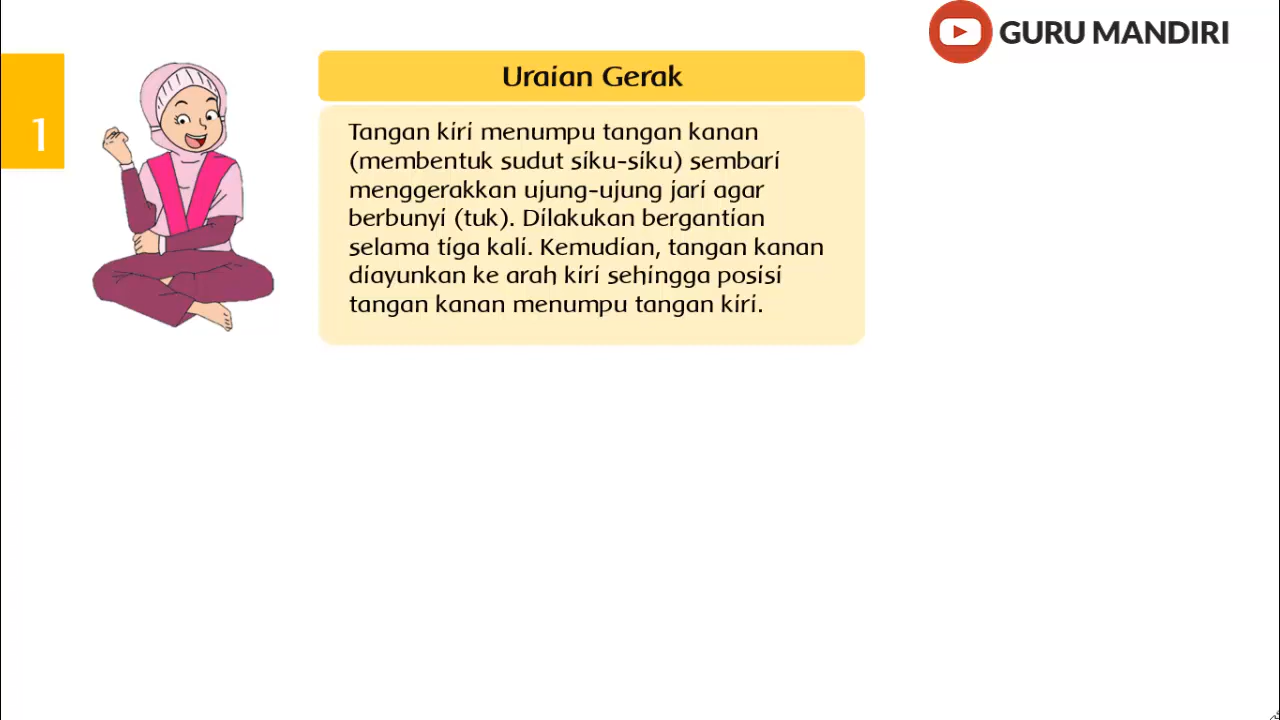 GURU MANDIRI
1
Uraian Gerak
Tangan kiri menumpu tangan kanan
(membentuk sudut siku-siku) sembari
menggerakkan ujung-ujung jari agar
berbunyi (tuk). Dilakukan bergantian
selama tiga kali. Kemudian, tangan kanan
diayunkan ke arah kiri sehingga posisi
tangan kanan menumpu tangan kiri.